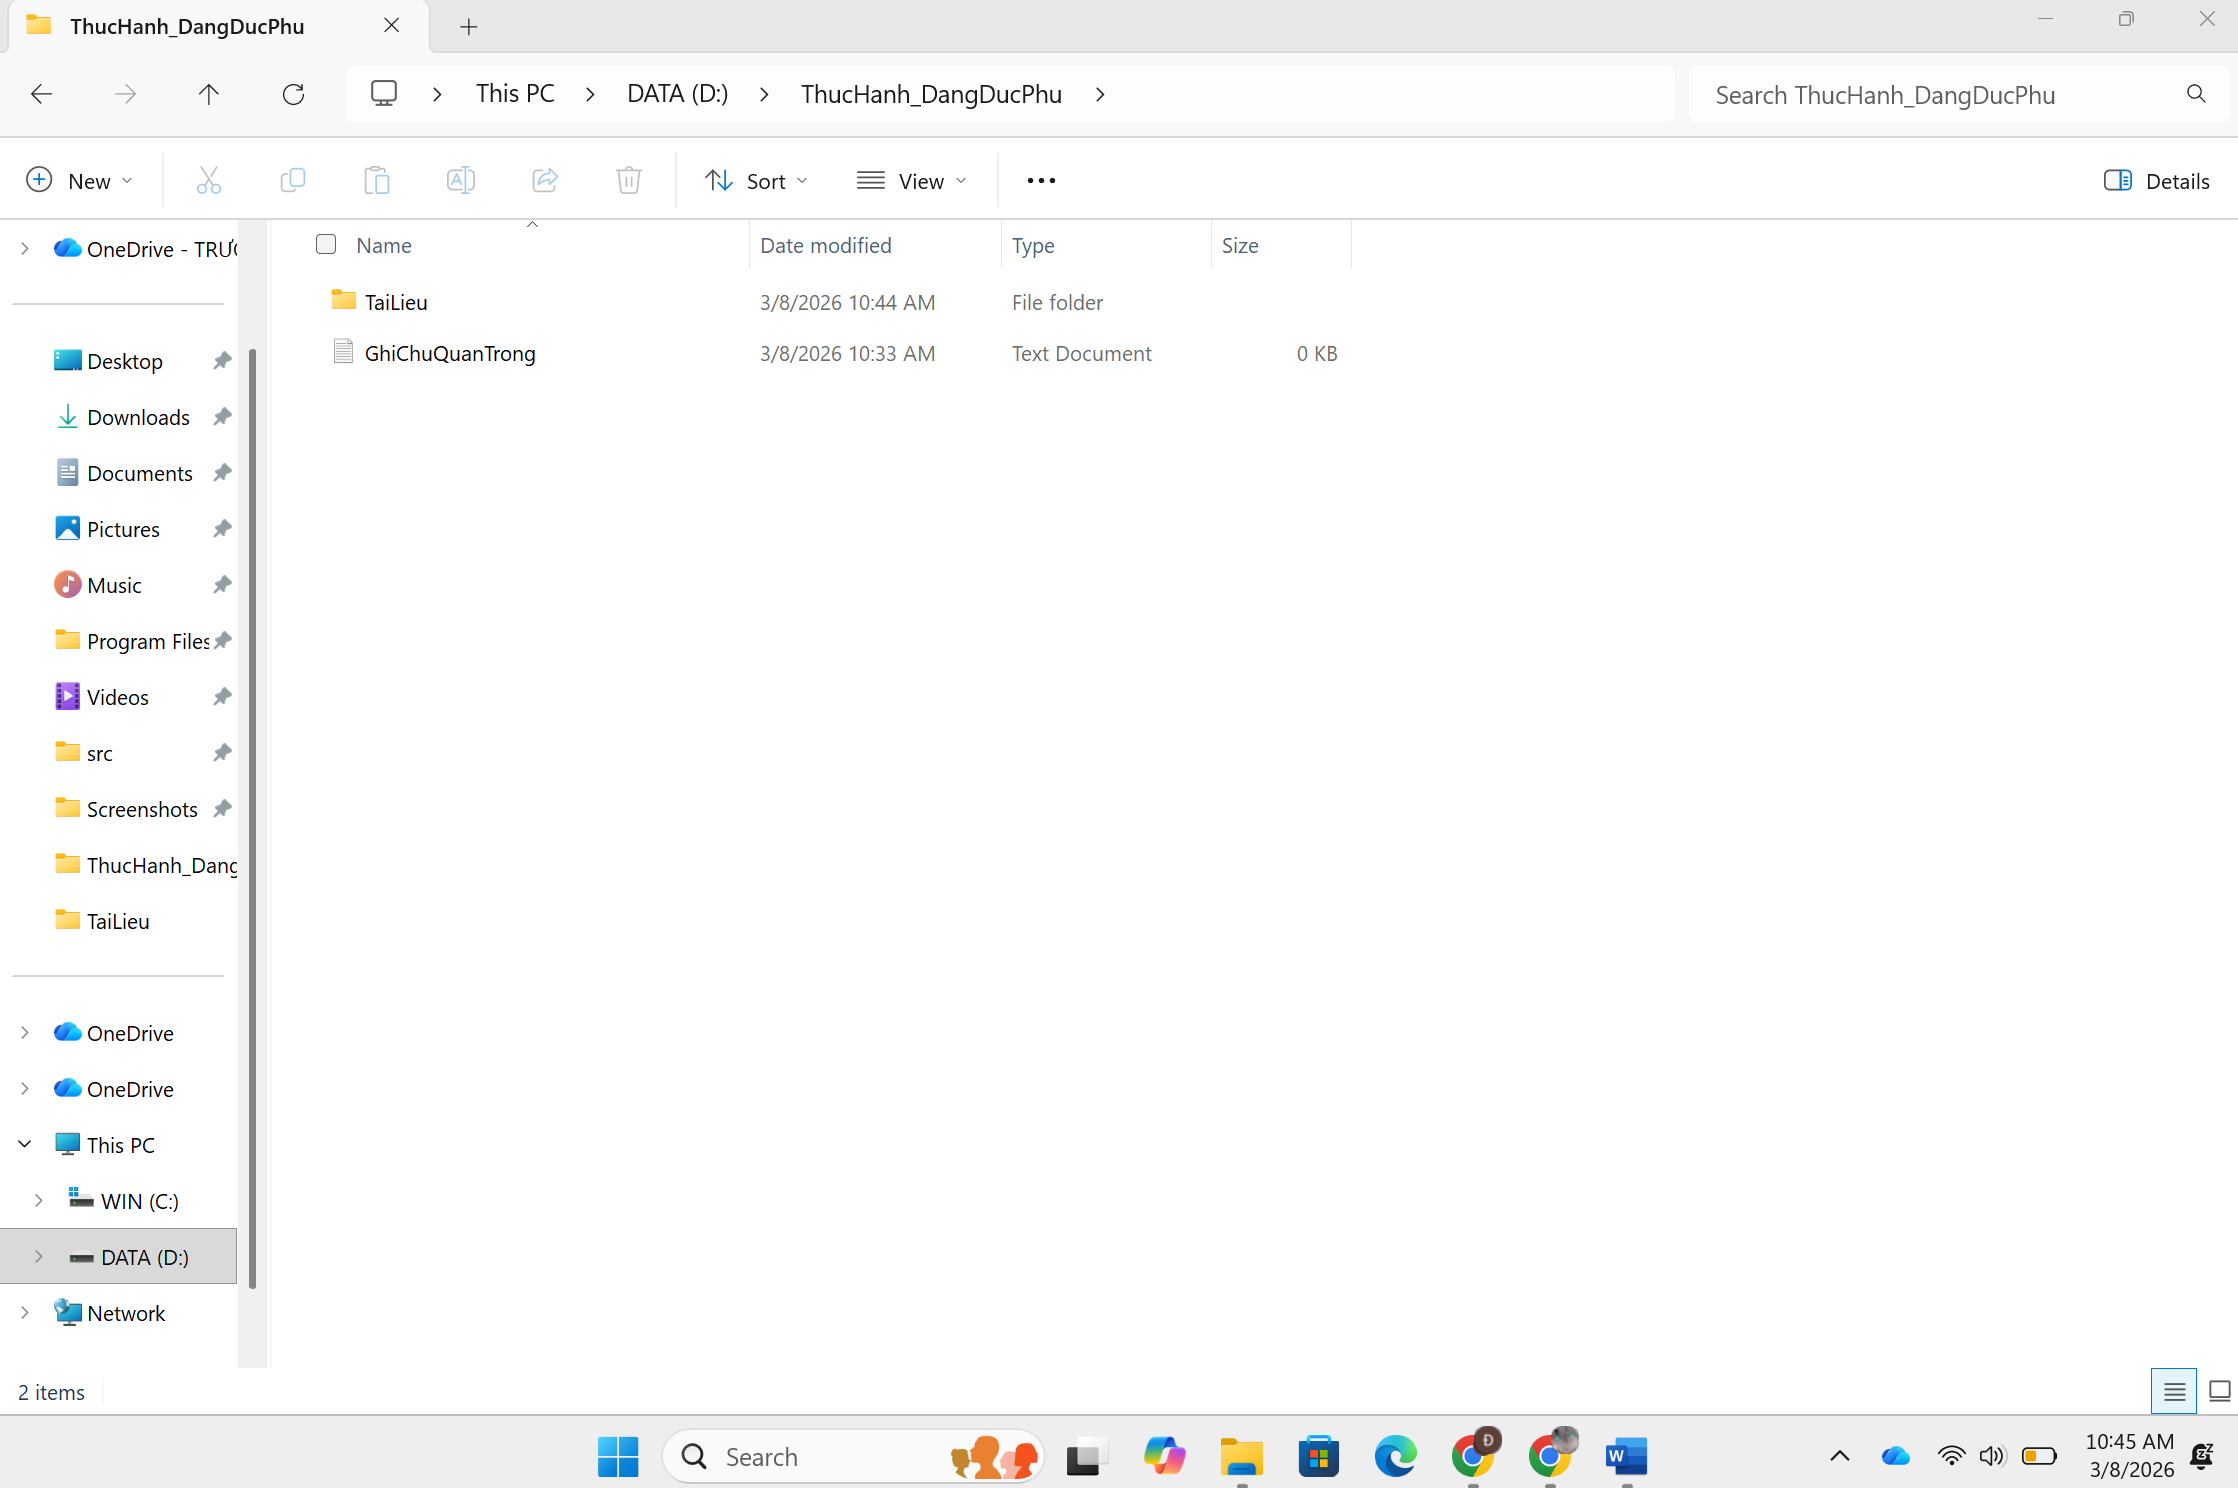 ThucHanh_DangDucPhu
This PC
DATA (D:)
ThucHanh_DangDucPhu
Search ThucHanh_DangDucPhu
New
Sort
View
Details
OneDrive - TRƯ
Name
Date modified
Type
Size
TaiLieu
3/8/2026 10:44 AM
File folder
GhiChuQuanTrong
3/8/2026 10:33 AM
Text Document
0 KB
Desktop
Downloads
Documents
Pictures
Music
Program Files
Videos
src
Screenshots
ThucHanh_Dang
TaiLieu
OneDrive
OneDrive
This PC
WIN (C:)
DATA (D:)
Network
2 items
Search
10:45 AM
3/8/2026